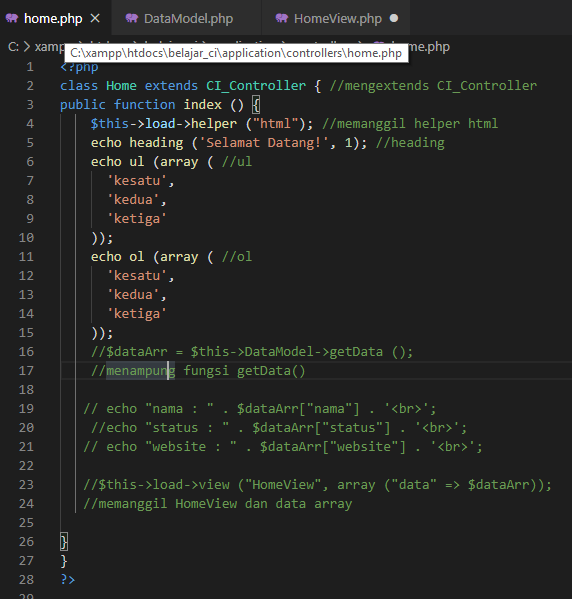 home.php × DataModel.php HomeView.php ●
C: > xampp home.php
C:\xampp\htdocs\belajar_ci\application\controllers\home.php
1 <?php
2 class Home extends CI_Controller { //mengextends CI_Controller
3 public function index () {
4 $this->load->helper ("html"); //memanggil helper html
5 echo heading ('Selamat Datang!', 1); //heading
6 echo ul (array ( //ul
7 'kesatu',
8 'kedua',
9 'ketiga'
10 ));
11 echo ol (array ( //ol
12 'kesatu',
13 'kedua',
14 'ketiga'
15 ));
16 //$dataArr = $this->DataModel->getData ();
17 //menampung fungsi getData()
18
19 // echo "nama : " . $dataArr["nama"] . '<br>';
20 //echo "status : " . $dataArr["status"] . '<br>';
21 // echo "website : " . $dataArr["website"] . '<br>';
22
23 //$this->load->view ("HomeView", array ("data" => $dataArr));
24 //memanggil HomeView dan data array
25
26 }
27 }
28 ?>
29